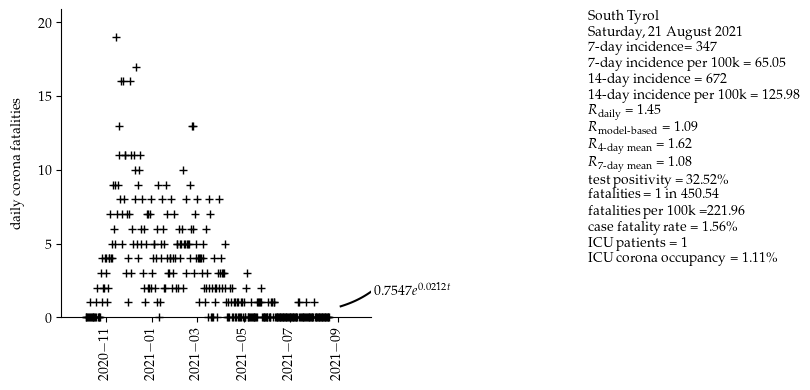 South Tyrol
Saturday, 21 August 2021
7-day incidence= 347
7-day incidence per 100k = 65.05
14-day incidence = 672
14-day incidence per 100k = 125.98
R_daily = 1.45
R_model-based = 1.09
R_4-day mean = 1.62
R_7-day mean = 1.08
test positivity = 32.52%
fatalities = 1 in 450.54
fatalities per 100k =221.96
case fatality rate = 1.56%
ICU patients = 1
ICU corona occupancy = 1.11%
daily corona fatalities
20
15
10
5
0
0.7547e^0.0212t
2020-11
2021-01
2021-03
2021-05
2021-07
2021-09